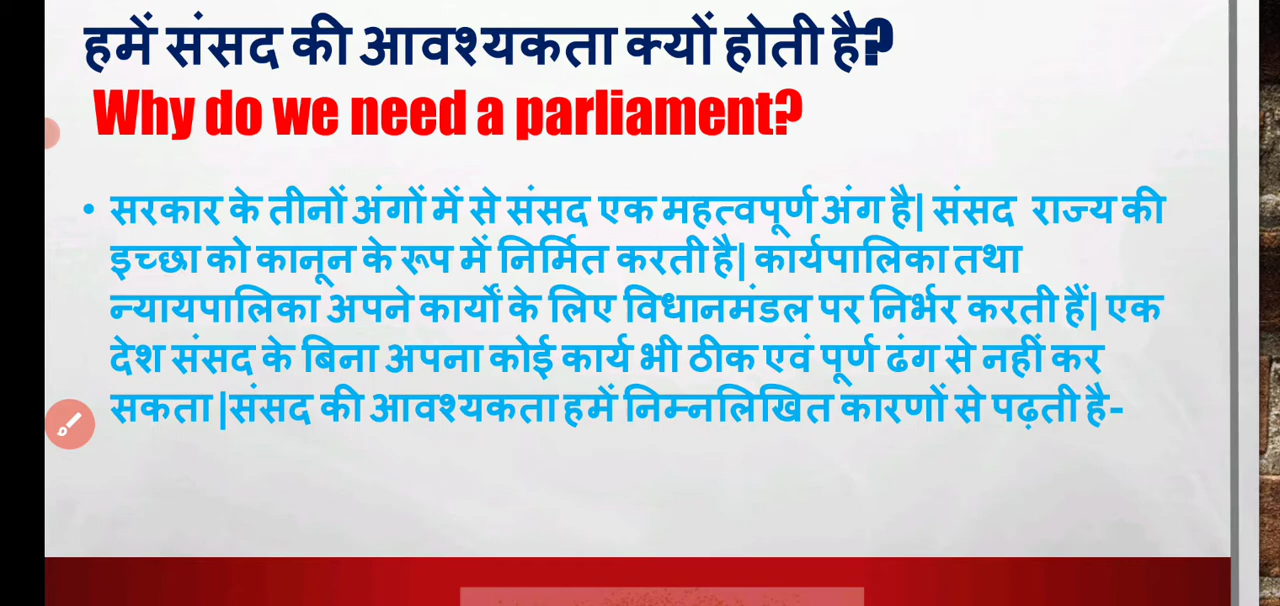 हमें संसद की आवश्यकता क्यों होती है?
Why do we need a parliament?
• सरकार के तीनों अंगों में से संसद एक महत्वपूर्ण अंग है| संसद राज्य की
इच्छा को कानून के रूप में निर्मित करती है| कार्यपालिका तथा
न्यायपालिका अपने कार्यों के लिए विधानमंडल पर निर्भर करती हैं| एक
देश संसद के बिना अपना कोई कार्य भी ठीक एवं पूर्ण ढंग से नहीं कर
सकता |संसद की आवश्यकता हमें निम्नलिखित कारणों से पढ़ती है-